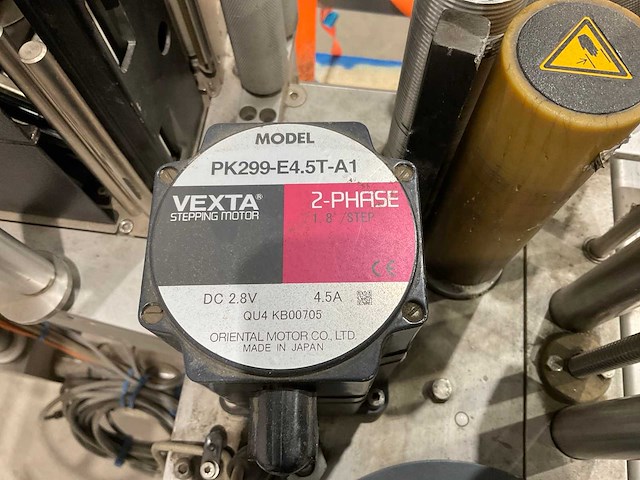 MODEL
PK299-E4.5T-A1
VEXTA® 2-PHASE
STEPPING MOTOR 1.8°/STEP
CE
DC 2.8V 4.5A
QU4 KB00705
ORIENTAL MOTOR CO., LTD.
MADE IN JAPAN